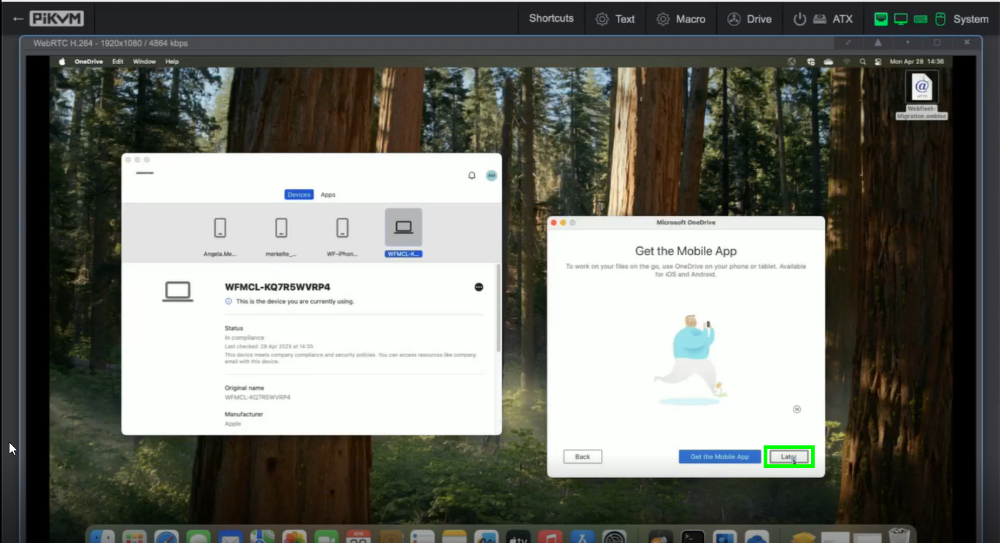 ← PiKVM
Shortcuts
Text
Macro
Drive
ATX
System
WebRTC H.264 - 1920x1080 / 4864 kbps
OneDrive Edit Window Help
Mon Apr 28 14:36
@
HTTP
Webfleet-
Migration.webloc
AM
Devices Apps
Angela.Me...
merkelte_...
WF-iPhon...
WFMCL-K...
WFMCL-KQ7R5WVRP4
This is the device you are currently using.
Status
In compliance
Last checked: 28 Apr 2025 at 14:35
This device meets company compliance and security policies. You can access resources like company
email with this device.
Original name
WFMCL-KQ7R5WVRP4
Manufacturer
Apple
Microsoft OneDrive
Get the Mobile App
To work on your files on the go, use OneDrive on your phone or tablet. Available
for iOS and Android.
Back
Get the Mobile App
Later
APR
tv